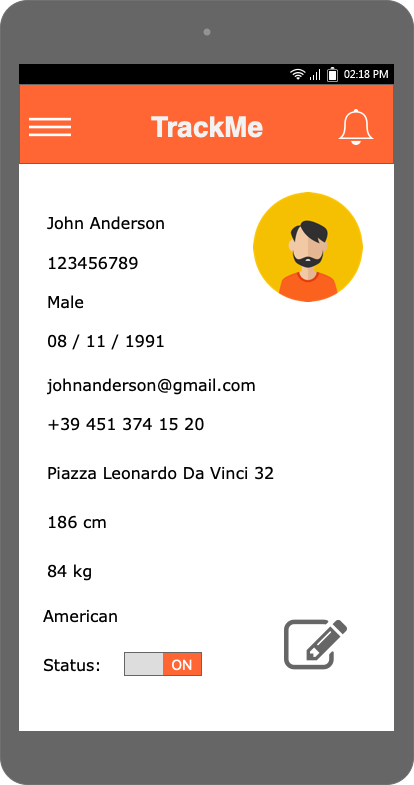 02:18 PM
TrackMe
John Anderson
123456789
Male
08 / 11 / 1991
johnanderson@gmail.com
+39 451 374 15 20
Piazza Leonardo Da Vinci 32
186 cm
84 kg
American
Status: ON